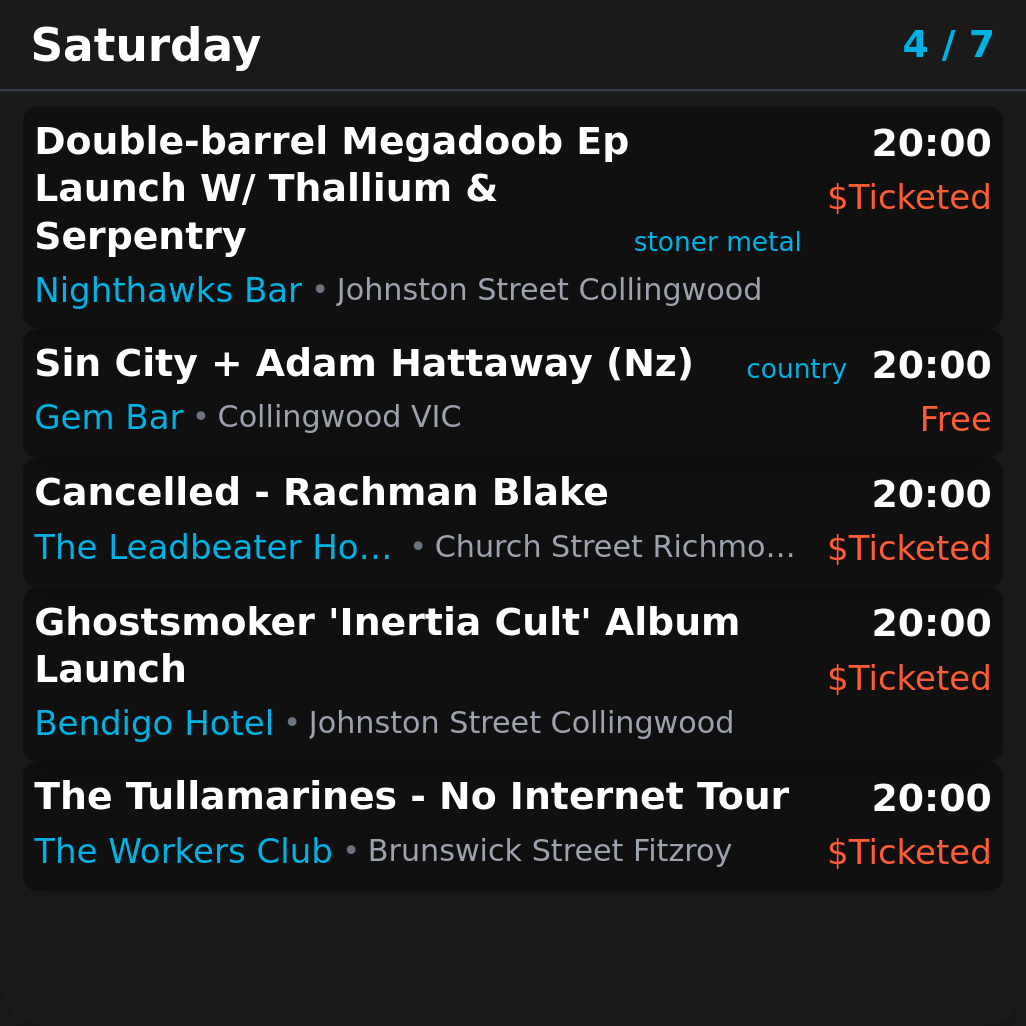 Saturday
4 / 7
Double-barrel Megadoob Ep
Launch W/ Thallium &
Serpentry
stoner metal
20:00
$Ticketed
Nighthawks Bar • Johnston Street Collingwood
Sin City + Adam Hattaway (Nz)
country
20:00
Gem Bar • Collingwood VIC
Free
Cancelled - Rachman Blake
20:00
The Leadbeater Ho… • Church Street Richmo…
$Ticketed
Ghostsmoker 'Inertia Cult' Album
Launch
20:00
$Ticketed
Bendigo Hotel • Johnston Street Collingwood
The Tullamarines - No Internet Tour
20:00
The Workers Club • Brunswick Street Fitzroy
$Ticketed